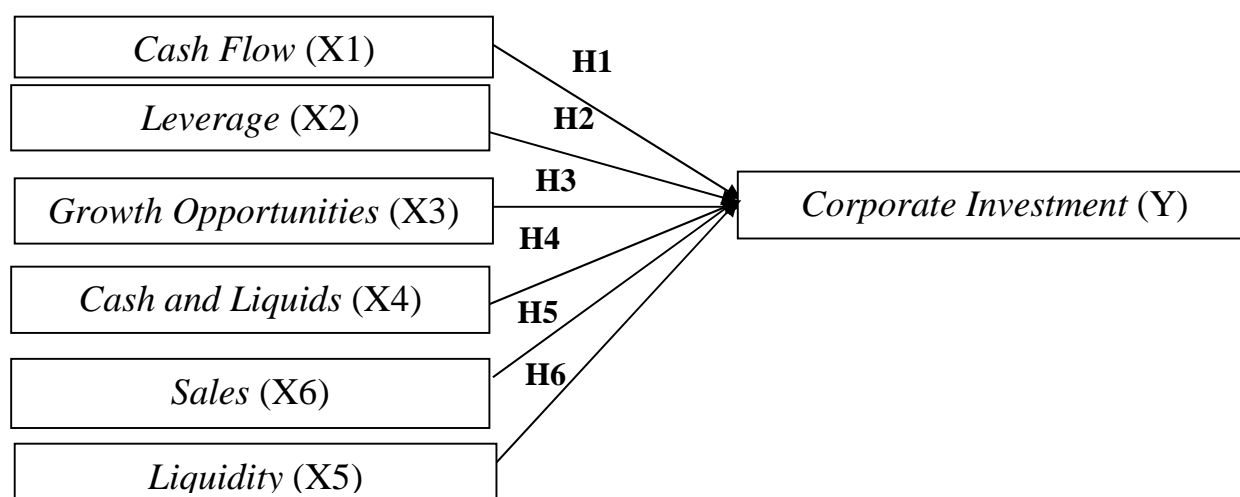 Cash Flow (X1)
H1
Leverage (X2)
H2
Growth Opportunities (X3)
H3
Corporate Investment (Y)
H4
Cash and Liquids (X4)
H5
Sales (X6)
H6
Liquidity (X5)